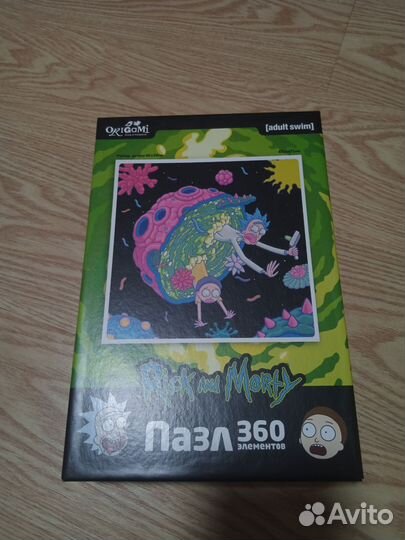 ORIGAMI
[adult swim]
RICK AND MORTY
Пазл 360
элементов
Avito